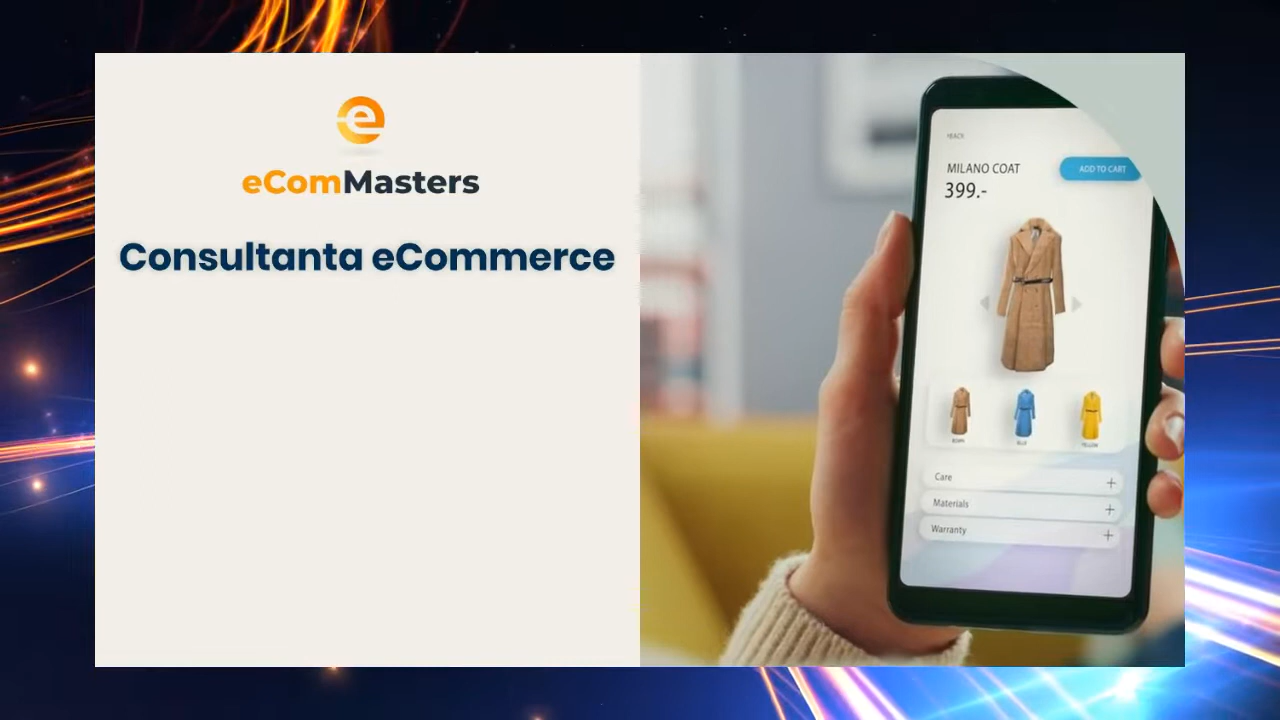 eComMasters
Consultanta eCommerce
MILANO COAT
399.-
ADD TO CART
Care
Materials
Warranty